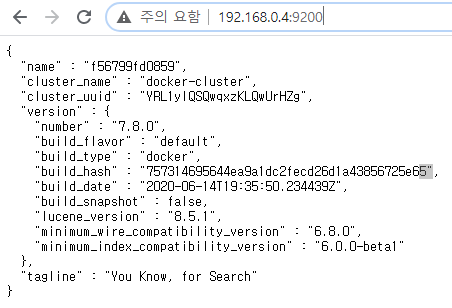 주의 요함 | 192.168.0.4:9200
{
  "name" : "f56799fd0859",
  "cluster_name" : "docker-cluster",
  "cluster_uuid" : "YRL1ylQSQwqxzKLQwUrHZg",
  "version" : {
    "number" : "7.8.0",
    "build_flavor" : "default",
    "build_type" : "docker",
    "build_hash" : "757314695644ea9a1dc2fecd26d1a43856725e65",
    "build_date" : "2020-06-14T19:35:50.234439Z",
    "build_snapshot" : false,
    "lucene_version" : "8.5.1",
    "minimum_wire_compatibility_version" : "6.8.0",
    "minimum_index_compatibility_version" : "6.0.0-beta1"
  },
  "tagline" : "You Know, for Search"
}